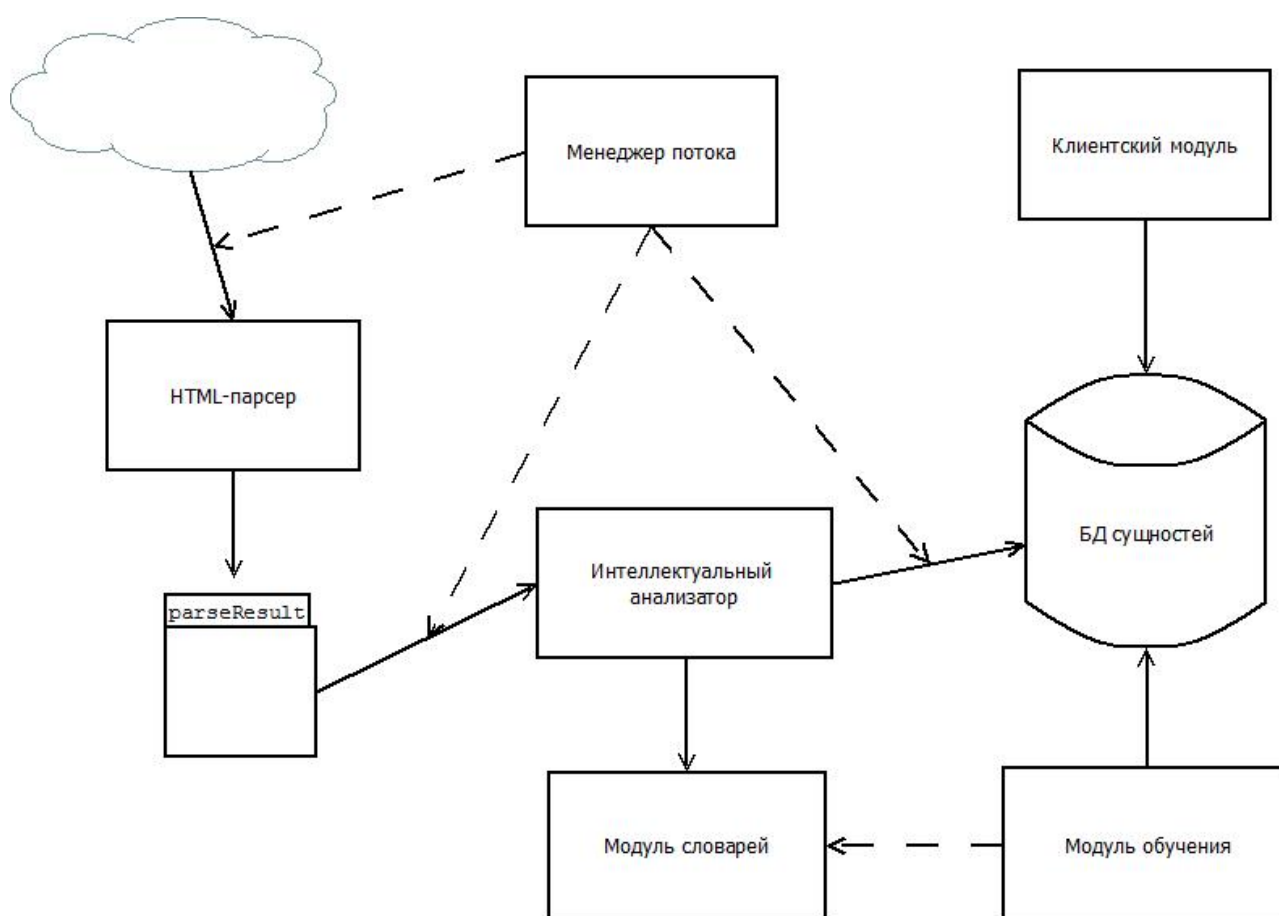 Менеджер потока
Клиентский модуль
HTML-парсер
БД сущностей
Интеллектуальный
анализатор
parseResult
Модуль словарей
Модуль обучения